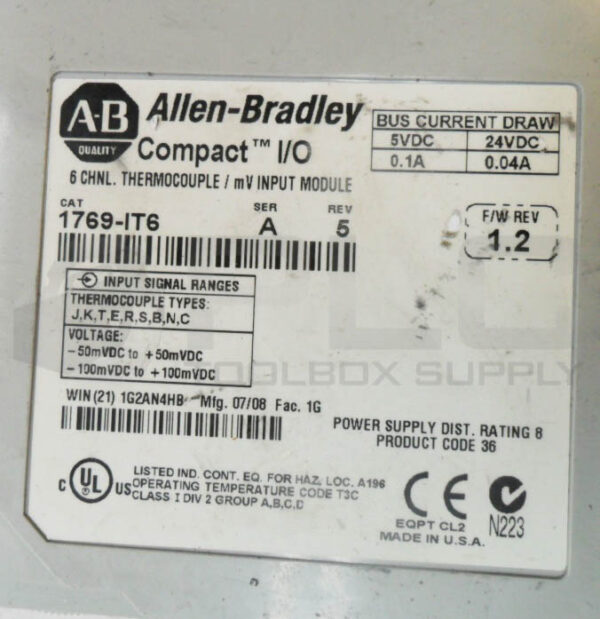 A·B
QUALITY
Allen-Bradley
Compact™ I/O
6 CHNL. THERMOCOUPLE / mV INPUT MODULE
BUS CURRENT DRAW
5VDC 24VDC
0.1A 0.04A
CAT SER REV
1769-IT6 A 5
F/W REV
1.2
INPUT SIGNAL RANGES
THERMOCOUPLE TYPES:
J,K,T,E,R,S,B,N,C
VOLTAGE:
-50mVDC to +50mVDC
-100mVDC to +100mVDC
PLC
TOOLBOX SUPPLY
WIN (21) 1G2AN4HB Mfg. 07/08 Fac. 1G
POWER SUPPLY DIST. RATING 8
PRODUCT CODE 36
C UL US
LISTED IND. CONT. EQ. FOR HAZ. LOC. A196
OPERATING TEMPERATURE CODE T3C
CLASS I DIV 2 GROUP A,B,C,D
CE
N223
EQPT CL2
MADE IN U.S.A.